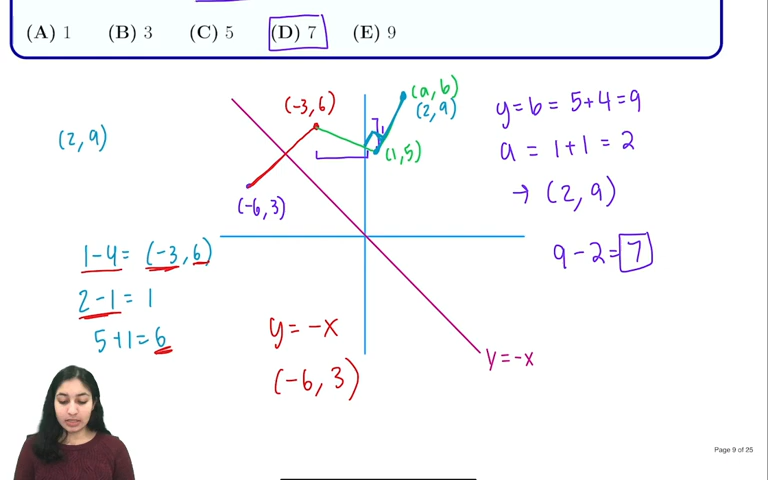 (A) 1 (B) 3 (C) 5 (D) 7 (E) 9
(-3,6)
(a,b)
(2,9)
(1,5)
(-6,3)
y=-x
(2,9)
1-4= (-3,6)
2-1= 1
5+1=6
y= -x
(-6,3)
y=b= 5+4=9
a = 1+1 = 2
→ (2,9)
9-2=7
Page 9 of 25